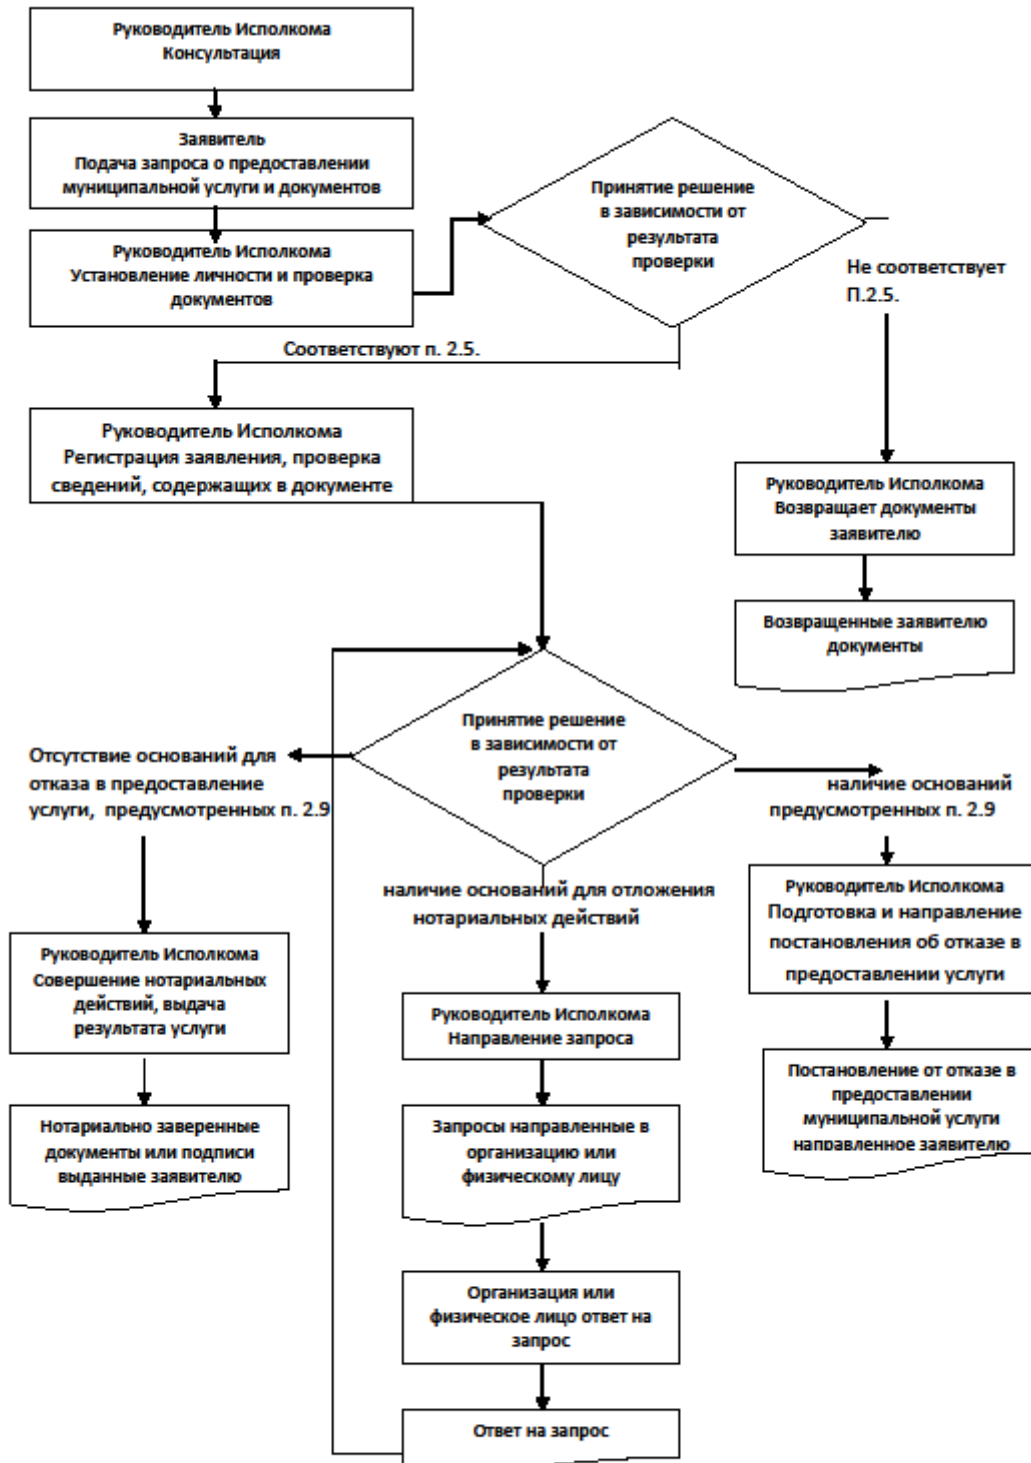 Руководитель Исполкома
Консультация
Заявитель
Подача запроса о предоставлении
муниципальной услуги и документов
Руководитель Исполкома
Установление личности и проверка
документов
Принятие решение
в зависимости от
результата
проверки
Не соответствует
П.2.5.
Соответствуют п. 2.5.
Руководитель Исполкома
Регистрация заявления, проверка
сведений, содержащих в документе
Руководитель Исполкома
Возвращает документы
заявителю
Возвращенные заявителю
документы
Принятие решение
в зависимости от
результата
проверки
Отсутствие оснований для
отказа в предоставление
услуги, предусмотренных п. 2.9
наличие оснований
предусмотренных п. 2.9
наличие оснований для отложения
нотариальных действий
Руководитель Исполкома
Подготовка и направление
постановления об отказе в
предоставлении услуги
Руководитель Исполкома
Совершение нотариальных
действий, выдача
результата услуги
Руководитель Исполкома
Направление запроса
Постановление от отказе в
предоставлении
муниципальной услуги
направленное заявителю
Нотариально заверенные
документы или подписи
выданные заявителю
Запросы направленные в
организацию или
физическому лицу
Организация или
физическое лицо ответ на
запрос
Ответ на запрос